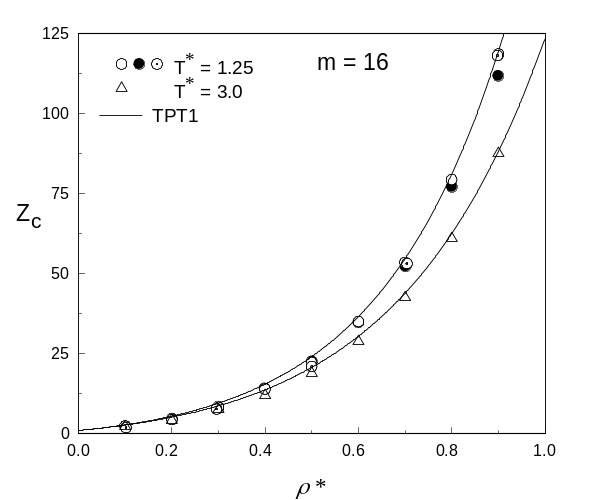 125
100
75
50
25
0
Z_c
T* = 1.25
T* = 3.0
TPT1
m = 16
0.0 0.2 0.4 0.6 0.8 1.0
ρ*